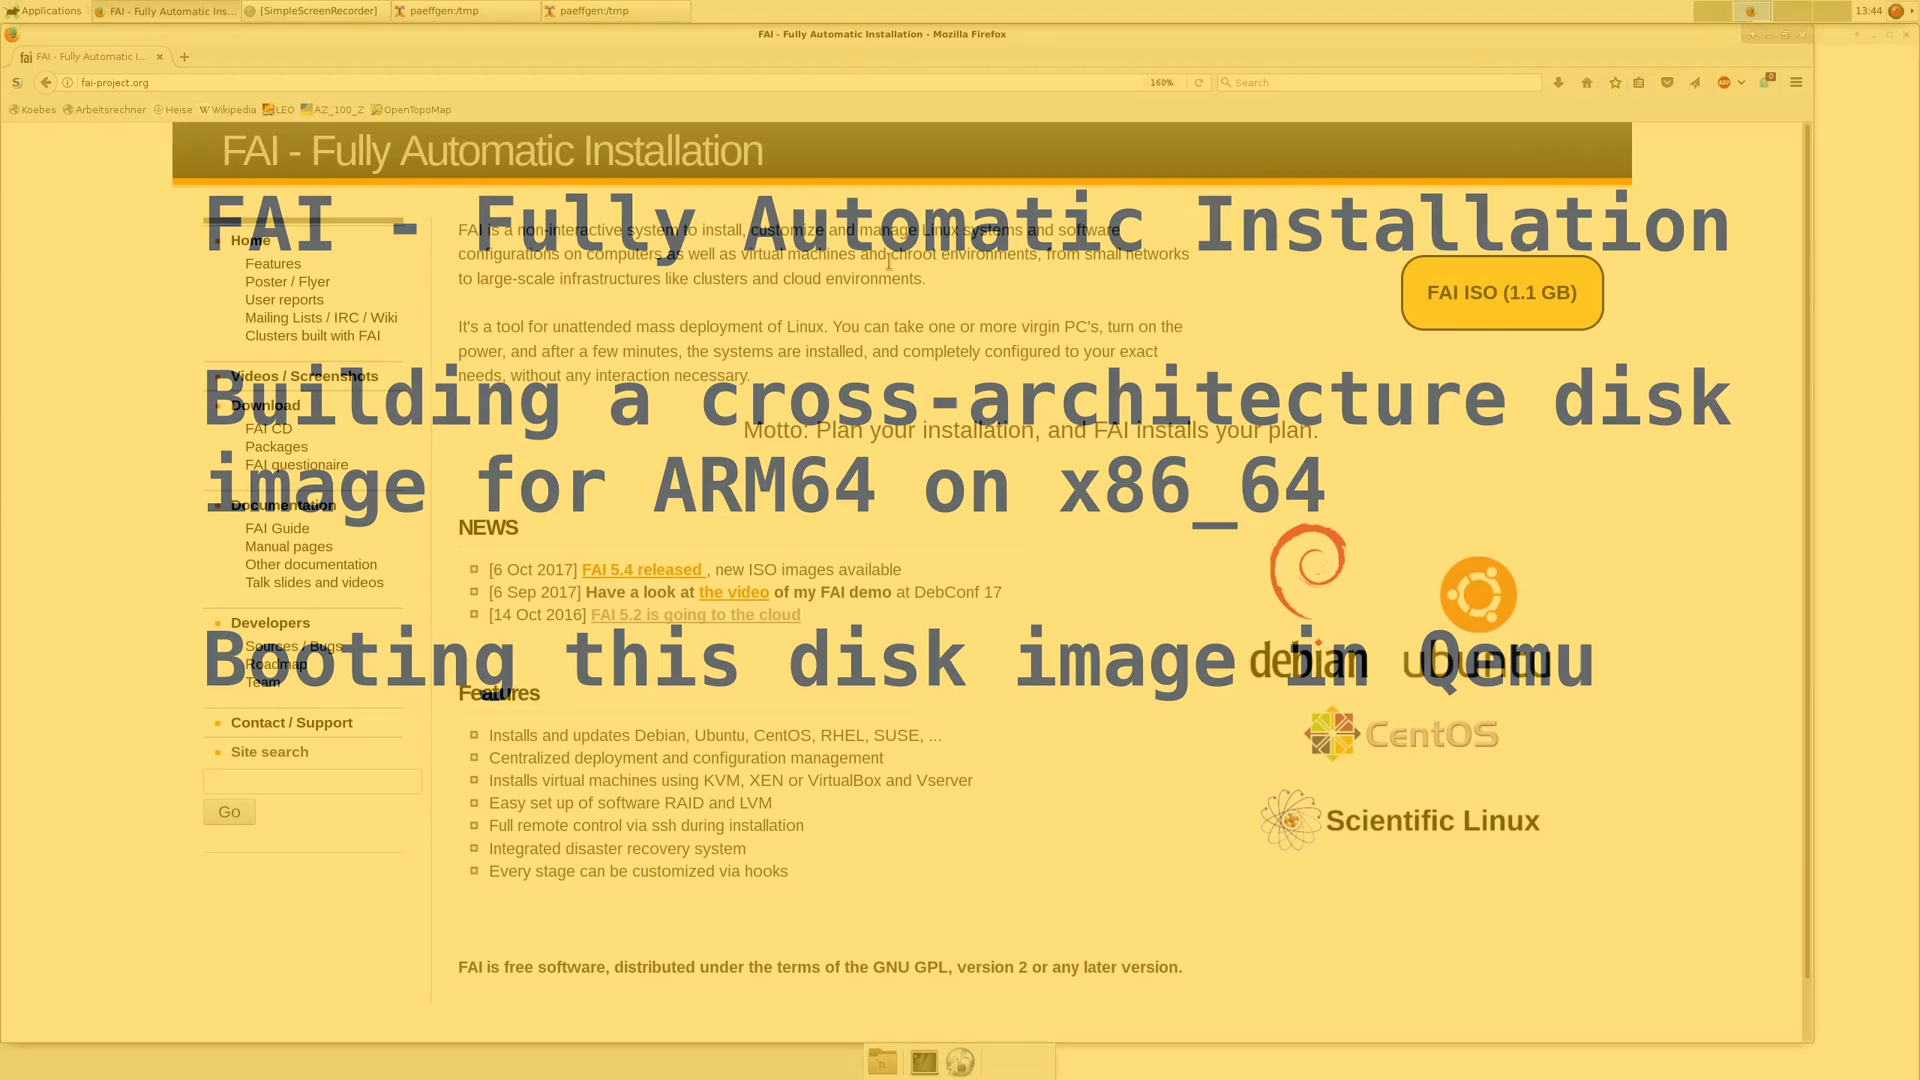 Applications
FAI - Fully Automatic Ins...
[SimpleScreenRecorder]
paeffgen:/tmp
paeffgen:/tmp
13:44
FAI - Fully Automatic Installation - Mozilla Firefox
fai FAI - Fully Automatic I...
fai-project.org
160%
Search
Koebes
Arbeitsrechner
Heise
Wikipedia
LEO
AZ_100_Z
OpenTopoMap
FAI - Fully Automatic Installation
FAI - Fully Automatic Installation
Building a cross-architecture disk
image for ARM64 on x86_64
Booting this disk image in Qemu
Home
Features
Poster / Flyer
User reports
Mailing Lists / IRC / Wiki
Clusters built with FAI
Videos / Screenshots
Download
FAI CD
Packages
FAI questionaire
Documentation
FAI Guide
Manual pages
Other documentation
Talk slides and videos
Developers
Sources / Bugs
Roadmap
Team
Contact / Support
Site search
Go
FAI is a non-interactive system to install, customize and manage Linux systems and software
configurations on computers as well as virtual machines and chroot environments, from small networks
to large-scale infrastructures like clusters and cloud environments.
It's a tool for unattended mass deployment of Linux. You can take one or more virgin PC's, turn on the
power, and after a few minutes, the systems are installed, and completely configured to your exact
needs, without any interaction necessary.
Motto: Plan your installation, and FAI installs your plan.
FAI ISO (1.1 GB)
NEWS
[6 Oct 2017] FAI 5.4 released , new ISO images available
[6 Sep 2017] Have a look at the video of my FAI demo at DebConf 17
[14 Oct 2016] FAI 5.2 is going to the cloud
Features
Installs and updates Debian, Ubuntu, CentOS, RHEL, SUSE, ...
Centralized deployment and configuration management
Installs virtual machines using KVM, XEN or VirtualBox and Vserver
Easy set up of software RAID and LVM
Full remote control via ssh during installation
Integrated disaster recovery system
Every stage can be customized via hooks
debian
ubuntu
CentOS
Scientific Linux
FAI is free software, distributed under the terms of the GNU GPL, version 2 or any later version.